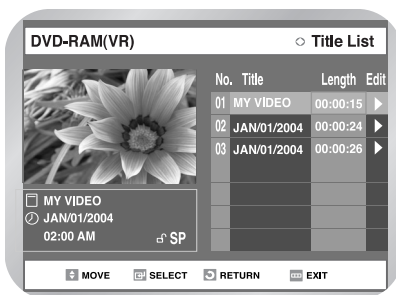 DVD-RAM(VR) Title List
No. Title Length Edit
01 MY VIDEO 00:00:15
02 JAN/01/2004 00:00:24
03 JAN/01/2004 00:00:26
MY VIDEO
JAN/01/2004
02:00 AM SP
MOVE SELECT RETURN EXIT